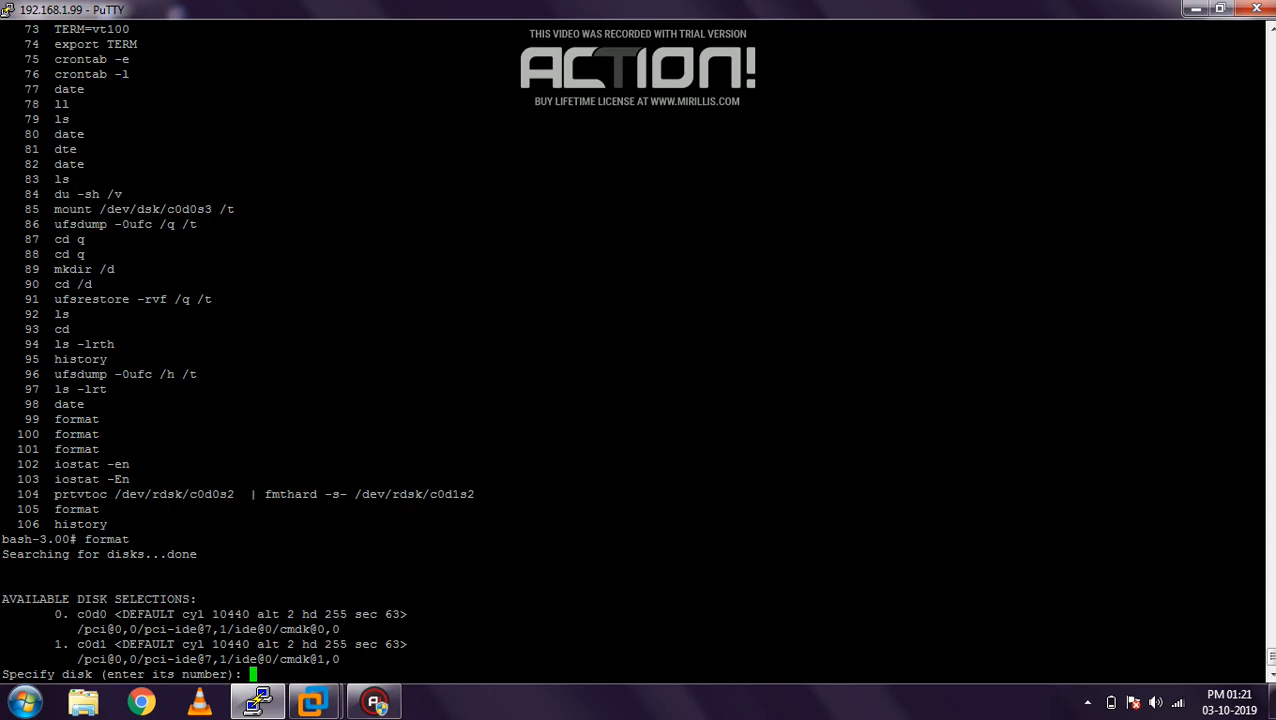 192.168.1.99 - PuTTY
73 TERM=vt100
74 export TERM
75 crontab -e
76 crontab -l
77 date
78 ll
79 ls
80 date
81 dte
82 date
83 ls
84 du -sh /v
85 mount /dev/dsk/c0d0s3 /t
86 ufsdump -0ufc /q /t
87 cd q
88 cd q
89 mkdir /d
90 cd /d
91 ufsrestore -rvf /q /t
92 ls
93 cd
94 ls -lrth
95 history
96 ufsdump -0ufc /h /t
97 ls -lrt
98 date
99 format
100 format
101 format
102 iostat -en
103 iostat -En
104 prtvtoc /dev/rdsk/c0d0s2 | fmthard -s- /dev/rdsk/c0d1s2
105 format
106 history
bash-3.00# format
Searching for disks...done
AVAILABLE DISK SELECTIONS:
0. c0d0 <DEFAULT cyl 10440 alt 2 hd 255 sec 63>
/pci@0,0/pci-ide@7,1/ide@0/cmdk@0,0
1. c0d1 <DEFAULT cyl 10440 alt 2 hd 255 sec 63>
/pci@0,0/pci-ide@7,1/ide@0/cmdk@1,0
Specify disk (enter its number):
THIS VIDEO WAS RECORDED WITH TRIAL VERSION
ACTION!
BUY LIFETIME LICENSE AT WWW.MIRILLIS.COM
PM 01:21
03-10-2019